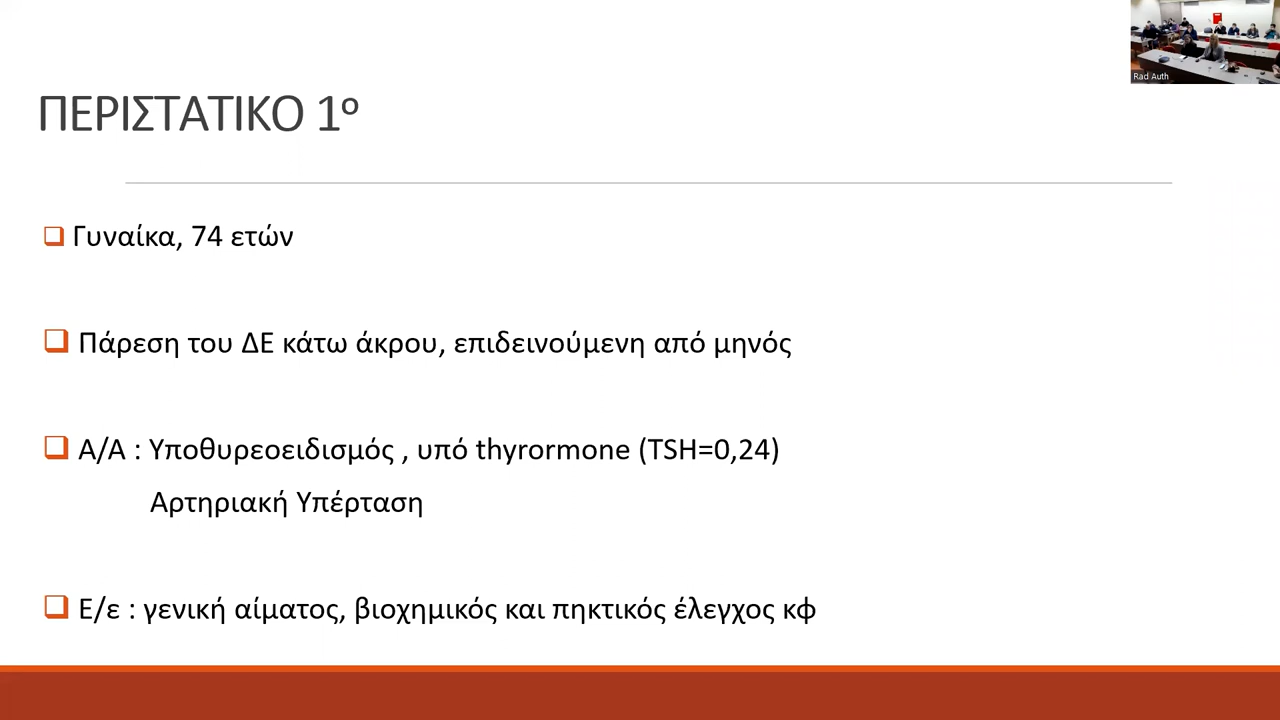 Rad Auth
ΠΕΡΙΣΤΑΤΙΚΟ 1ο
Γυναίκα, 74 ετών
Πάρεση του ΔΕ κάτω άκρου, επιδεινούμενη από μηνός
Α/Α : Υποθυρεοειδισμός , υπό thyrormone (TSH=0,24)
Αρτηριακή Υπέρταση
Ε/ε : γενική αίματος, βιοχημικός και πηκτικός έλεγχος κφ